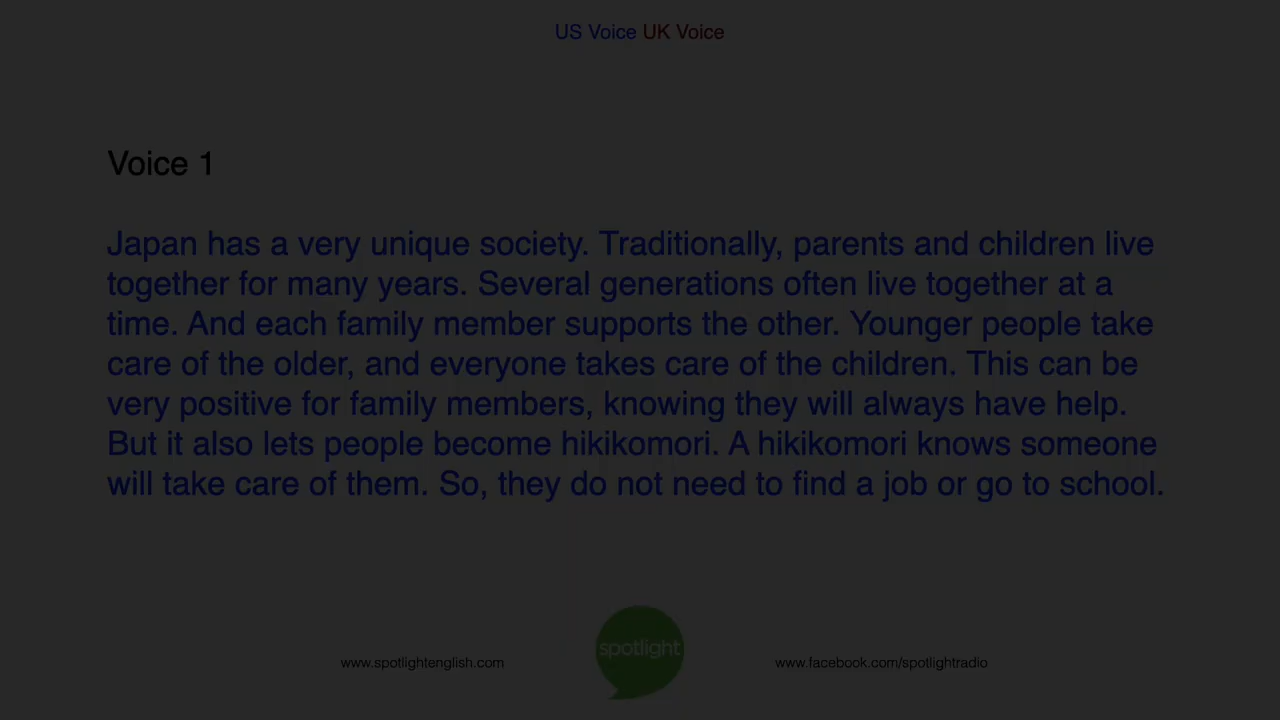 US Voice UK Voice
Voice 1
Japan has a very unique society. Traditionally, parents and children live
together for many years. Several generations often live together at a
time. And each family member supports the other. Younger people take
care of the older, and everyone takes care of the children. This can be
very positive for family members, knowing they will always have help.
But it also lets people become hikikomori. A hikikomori knows someone
will take care of them. So, they do not need to find a job or go to school.
spotlight
www.spotlightenglish.com
www.facebook.com/spotlightradio